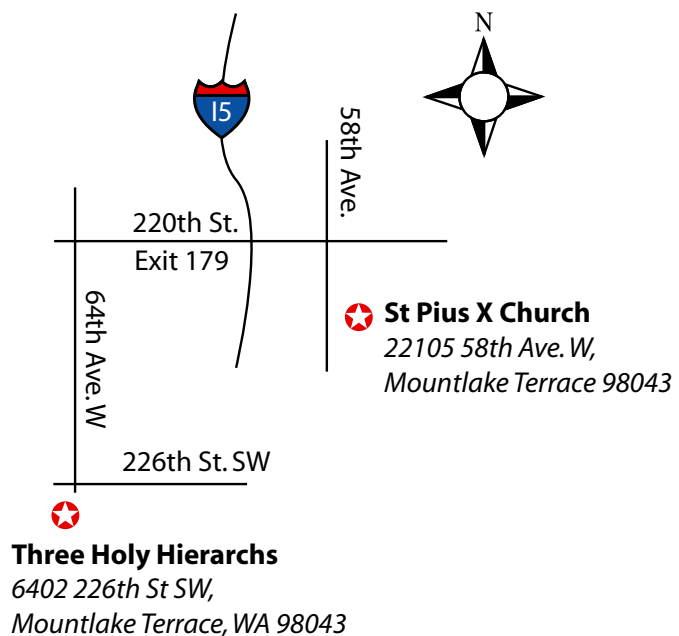 N
I5
58th Ave.
220th St.
Exit 179
64th Ave. W
St Pius X Church
22105 58th Ave. W,
Mountlake Terrace 98043
226th St. SW
Three Holy Hierarchs
6402 226th St SW,
Mountlake Terrace, WA 98043